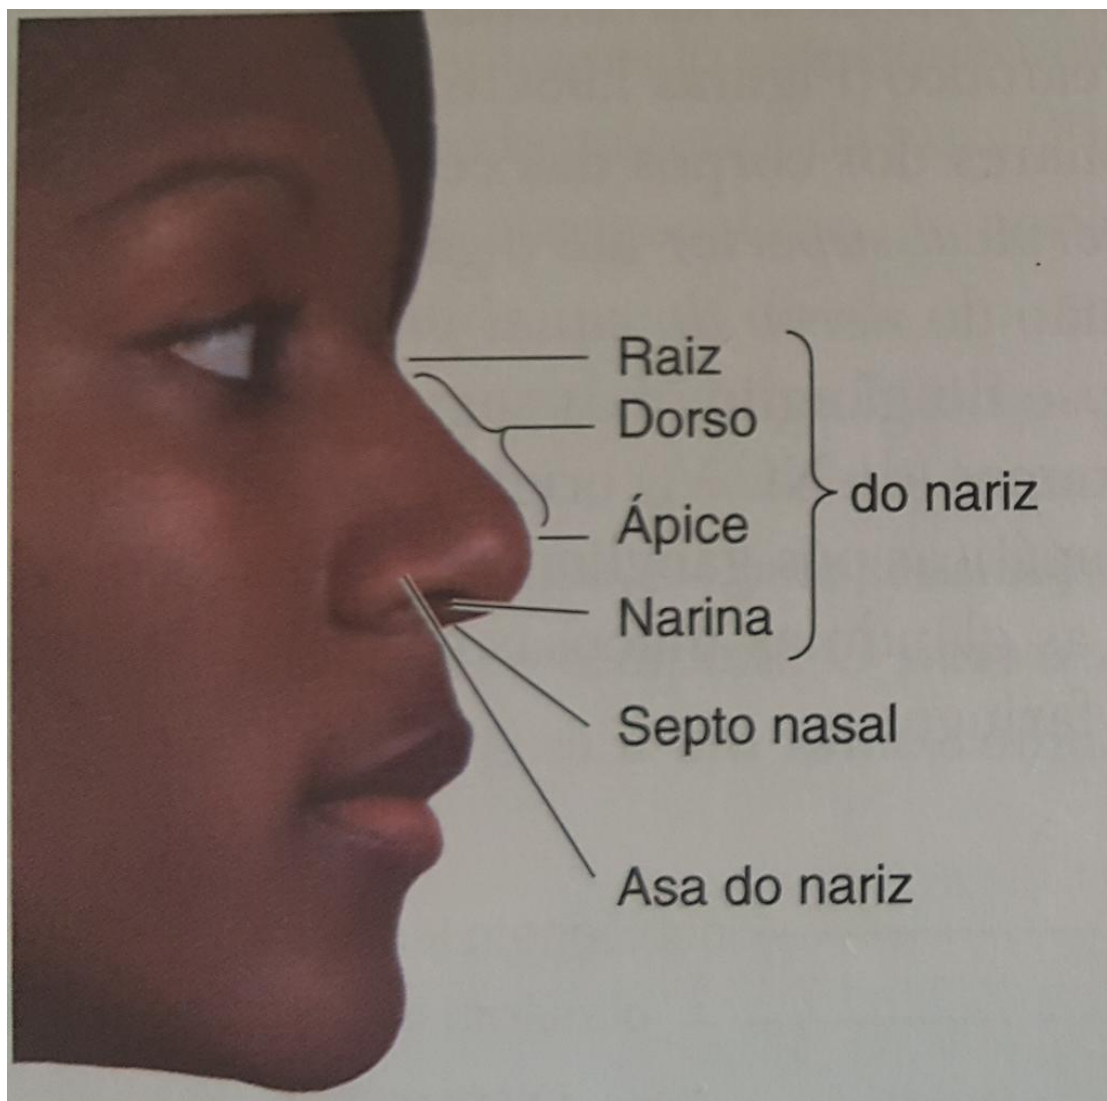 Raiz
Dorso
Ápice
do nariz
Narina
Septo nasal
Asa do nariz